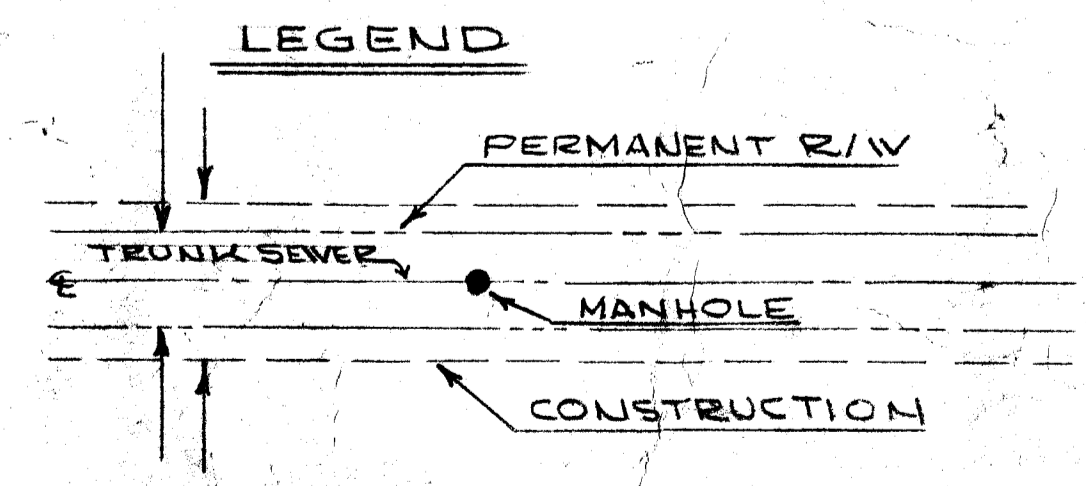 LEGEND
PERMANENT R/W
TRUNK SEWER
℄
MANHOLE
CONSTRUCTION